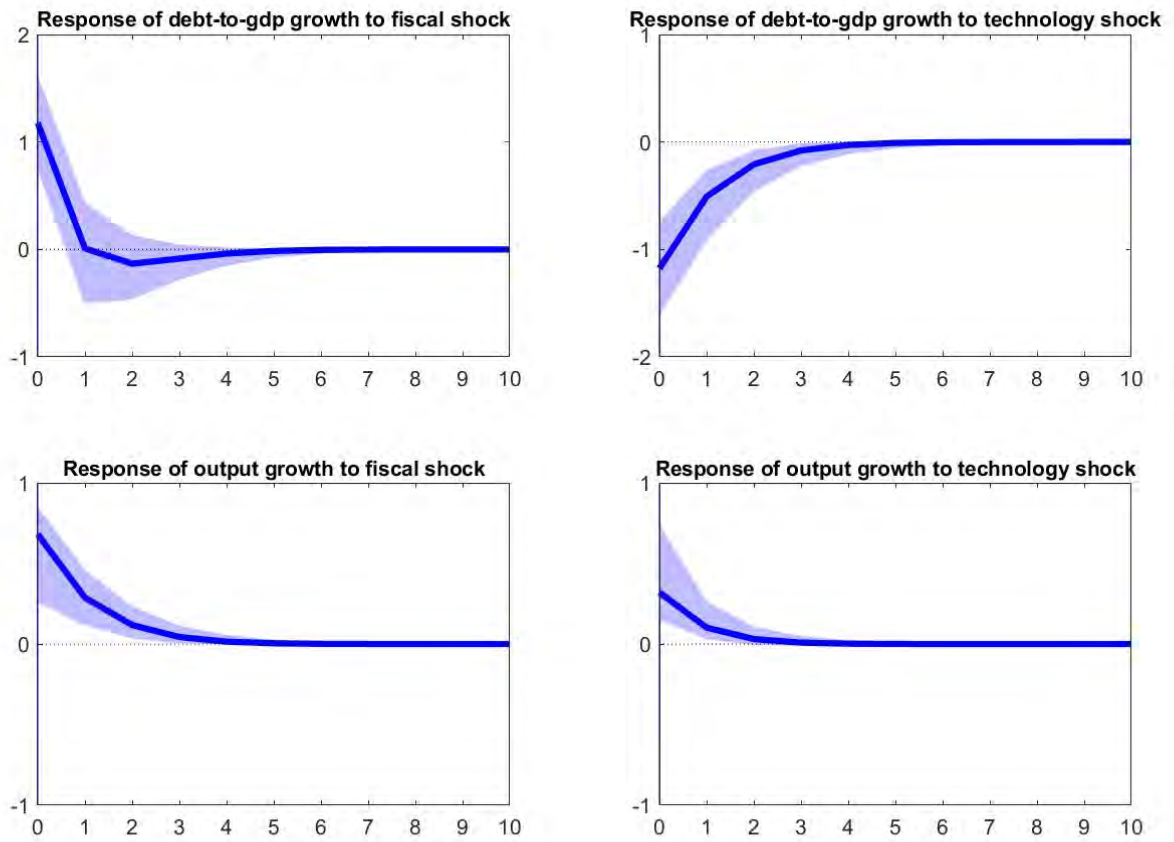 Response of debt-to-gdp growth to fiscal shock
2
1
0
-1
0 1 2 3 4 5 6 7 8 9 10
Response of debt-to-gdp growth to technology shock
1
0
-1
-2
0 1 2 3 4 5 6 7 8 9 10
Response of output growth to fiscal shock
1
0
-1
0 1 2 3 4 5 6 7 8 9 10
Response of output growth to technology shock
1
0
-1
0 1 2 3 4 5 6 7 8 9 10